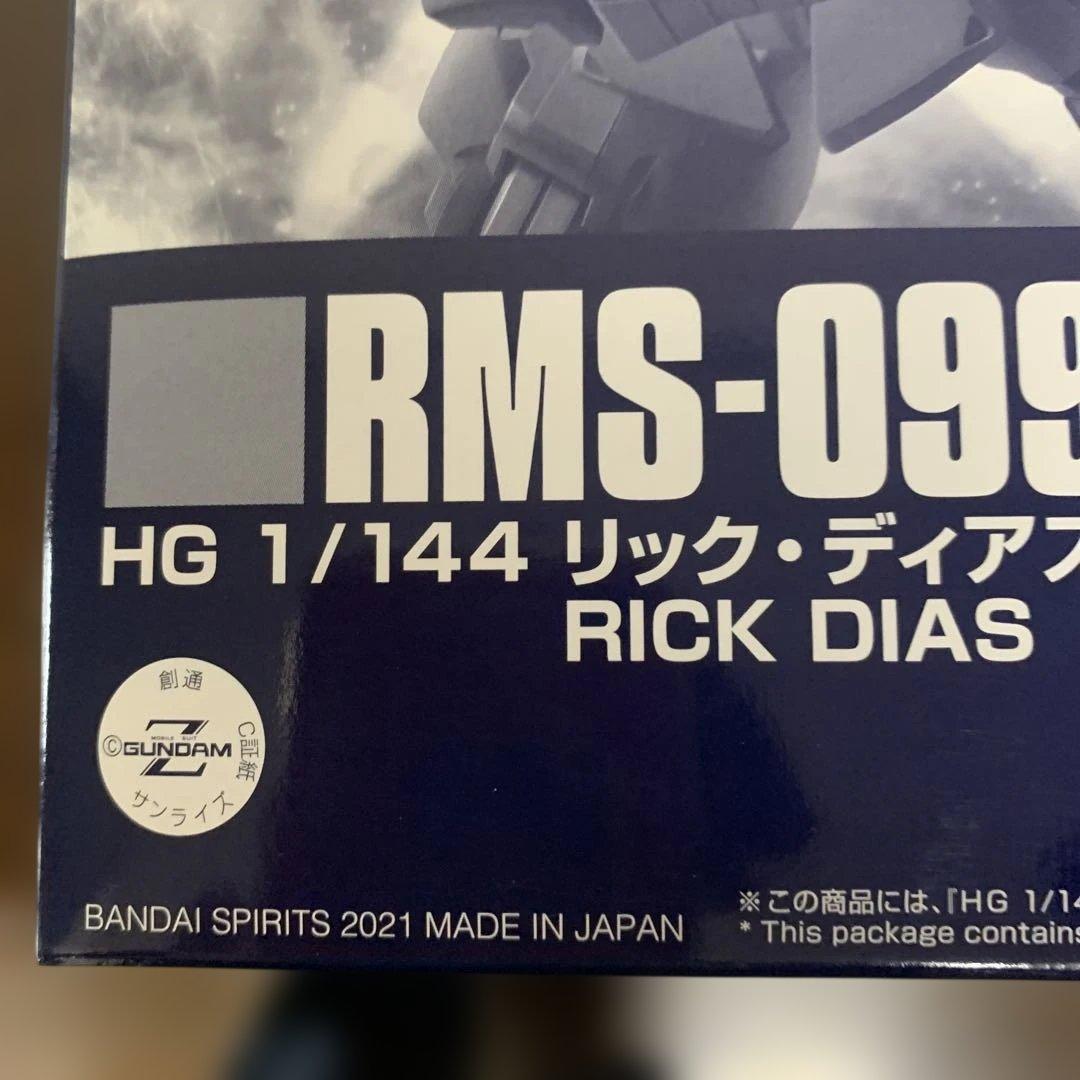 RMS-099
HG 1/144 リック・ディアス
RICK DIAS
創通
MOBILE SUIT
©GUNDAM
Z
C証紙
サンライズ
BANDAI SPIRITS 2021 MADE IN JAPAN
※この商品には、『HG 1/14
* This package contains